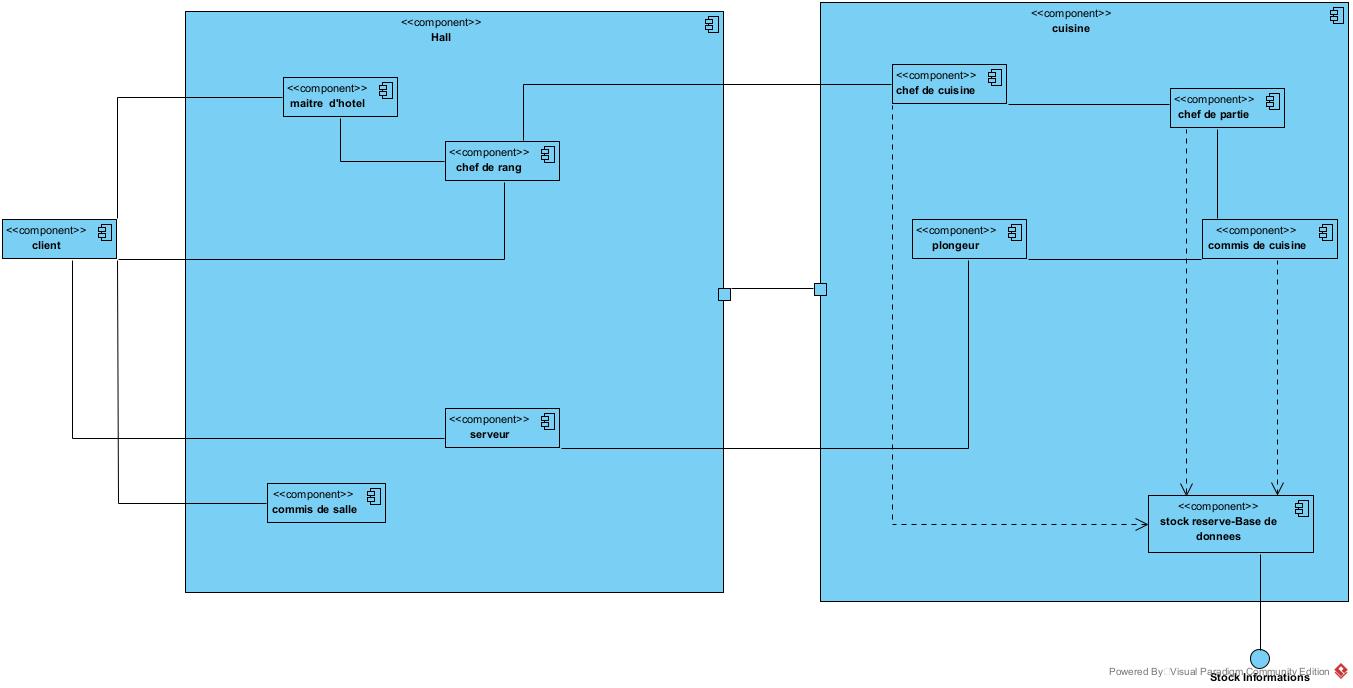 <<component>>
Hall
<<component>>
cuisine
<<component>>
maitre d'hotel
<<component>>
chef de rang
<<component>>
chef de cuisine
<<component>>
chef de partie
<<component>>
client
<<component>>
plongeur
<<component>>
commis de cuisine
<<component>>
serveur
<<component>>
commis de salle
<<component>>
stock reserve-Base de
donnees
Powered By Visual Paradigm Community Edition
Stock Informations